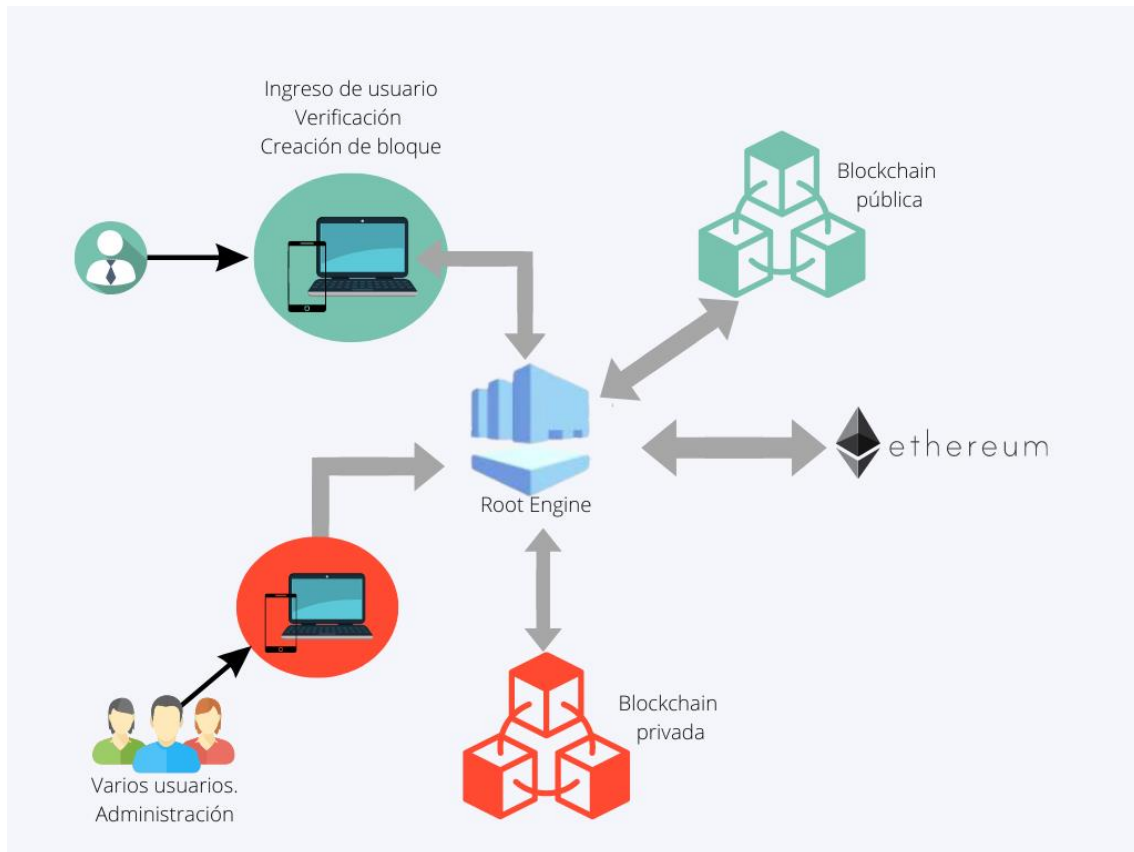 Ingreso de usuario
Verificación
Creación de bloque
Blockchain
pública
ethereum
Root Engine
Blockchain
privada
Varios usuarios.
Administración